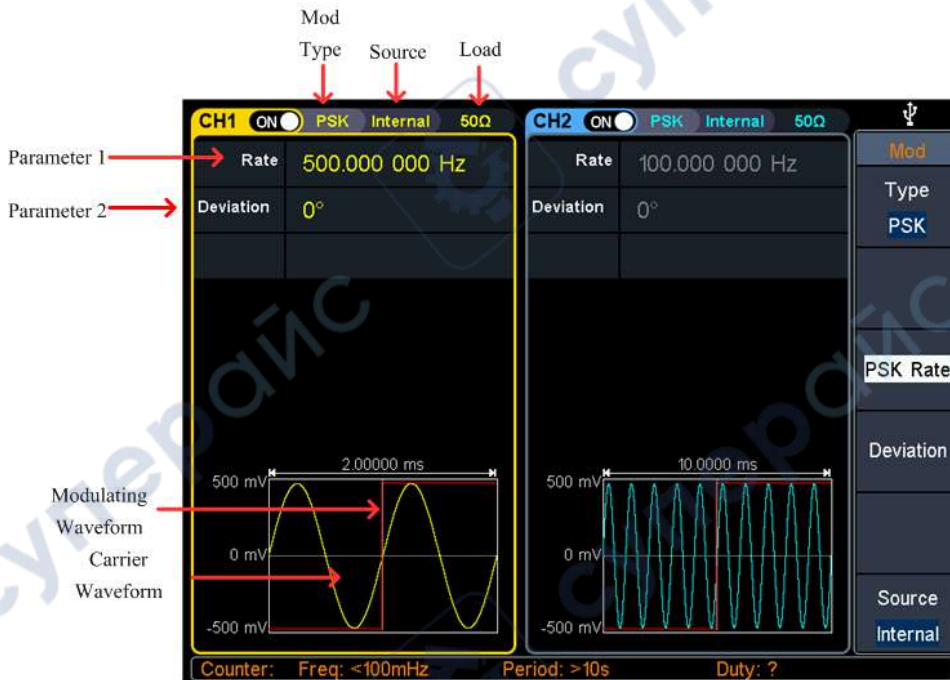 Mod
Type
Source
Load
CH1 ON PSK Internal 50Ω
CH2 ON PSK Internal 50Ω
Parameter 1
Rate 500.000 000 Hz
Rate 100.000 000 Hz
Parameter 2
Deviation 0°
Deviation 0°
Mod
Type
PSK
PSK Rate
Deviation
Source
Internal
2.00000 ms
500 mV
0 mV
-500 mV
10.0000 ms
500 mV
0 mV
-500 mV
Modulating
Waveform
Carrier
Waveform
Counter: Freq: <100mHz Period: >10s Duty: ?
суперайс